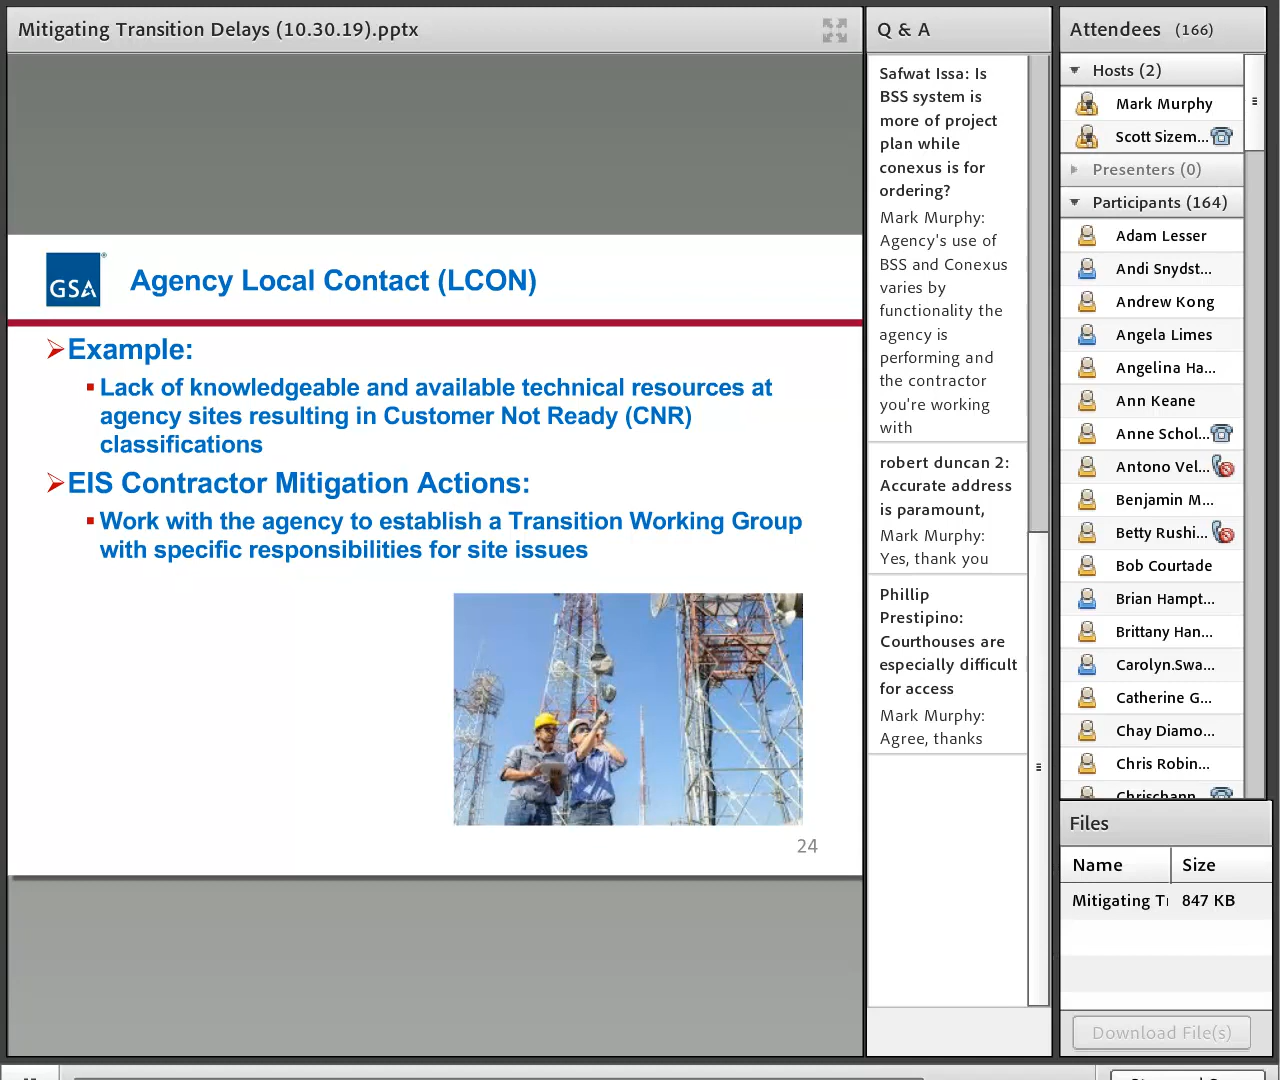 Mitigating Transition Delays (10.30.19).pptx
GSA
Agency Local Contact (LCON)
Example:
Lack of knowledgeable and available technical resources at
agency sites resulting in Customer Not Ready (CNR)
classifications
EIS Contractor Mitigation Actions:
Work with the agency to establish a Transition Working Group
with specific responsibilities for site issues
24
Q & A
Safwat Issa: Is
BSS system is
more of project
plan while
conexus is for
ordering?
Mark Murphy:
Agency's use of
BSS and Conexus
varies by
functionality the
agency is
performing and
the contractor
you're working
with
robert duncan 2:
Accurate address
is paramount,
Mark Murphy:
Yes, thank you
Phillip
Prestipino:
Courthouses are
especially difficult
for access
Mark Murphy:
Agree, thanks
Attendees (166)
Hosts (2)
Mark Murphy
Scott Sizem...
Presenters (0)
Participants (164)
Adam Lesser
Andi Snydst...
Andrew Kong
Angela Limes
Angelina Ha...
Ann Keane
Anne Schol...
Antono Vel...
Benjamin M...
Betty Rushi...
Bob Courtade
Brian Hampt...
Brittany Han...
Carolyn.Swa...
Catherine G...
Chay Diamo...
Chris Robin...
Chrischann
Files
Name Size
Mitigating Tr 847 KB
Download File(s)